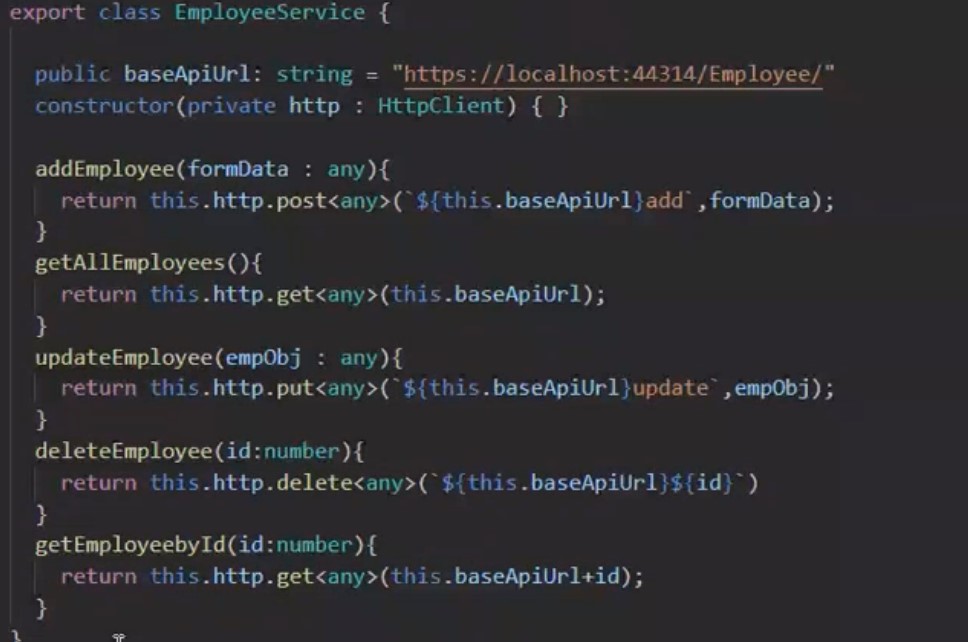 export class EmployeeService {
public baseApiUrl: string = "https://localhost:44314/Employee/"
constructor(private http : HttpClient) { }
addEmployee(formData : any){
return this.http.post<any>(`${this.baseApiUrl}add`,formData);
}
getAllEmployees(){
return this.http.get<any>(this.baseApiUrl);
}
updateEmployee(empObj : any){
return this.http.put<any>(`${this.baseApiUrl}update`,empObj);
}
deleteEmployee(id:number){
return this.http.delete<any>(`${this.baseApiUrl}${id}`)
}
getEmployeebyId(id:number){
return this.http.get<any>(this.baseApiUrl+id);
}
}